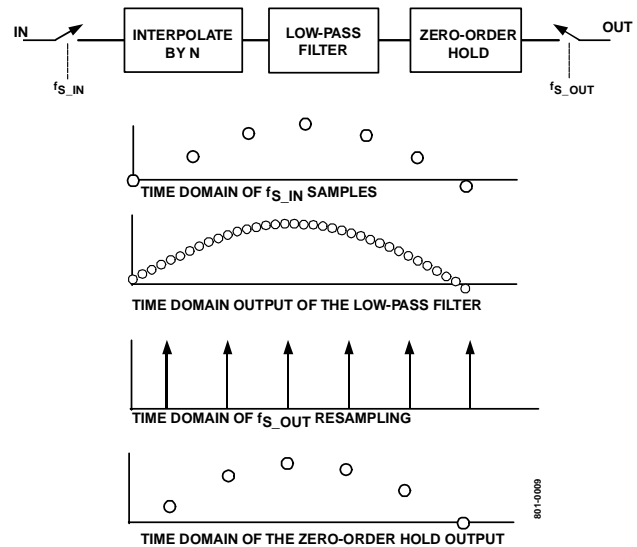 IN
INTERPOLATE
BY N
LOW-PASS
FILTER
ZERO-ORDER
HOLD
OUT
fS_IN
fS_OUT
TIME DOMAIN OF fS_IN SAMPLES
TIME DOMAIN OUTPUT OF THE LOW-PASS FILTER
TIME DOMAIN OF fS_OUT RESAMPLING
TIME DOMAIN OF THE ZERO-ORDER HOLD OUTPUT
801-0009